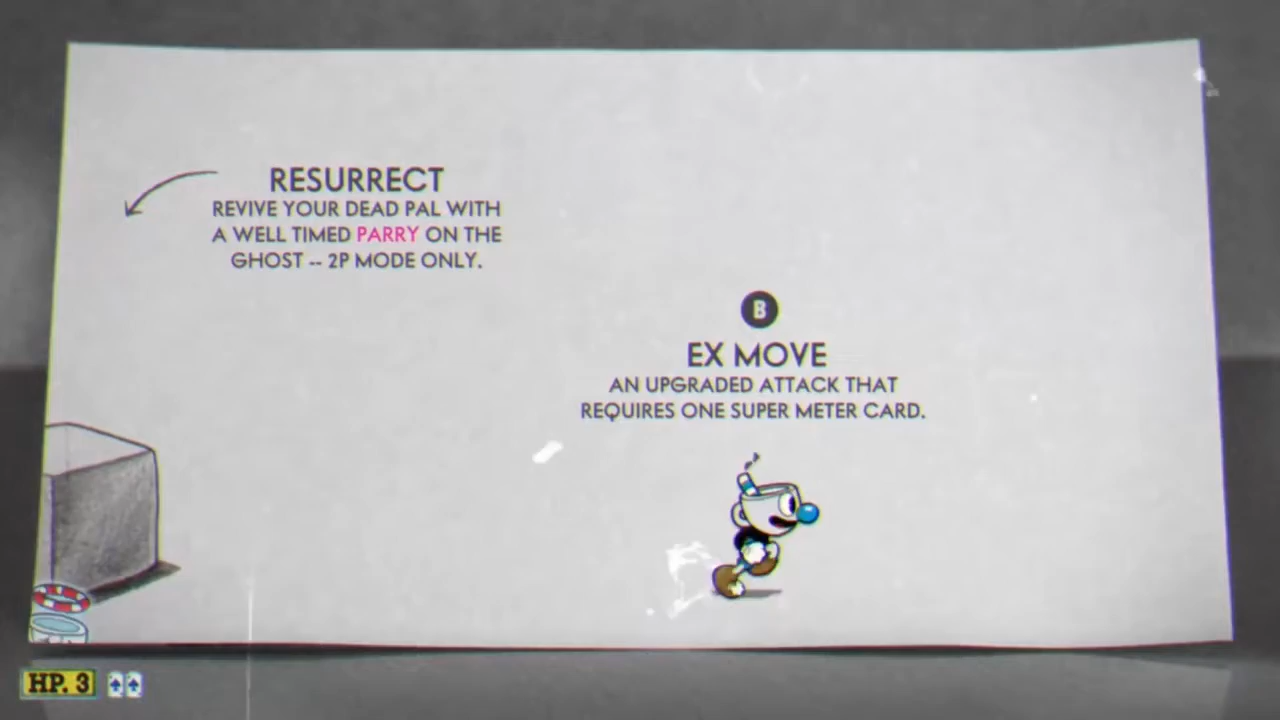 RESURRECT
REVIVE YOUR DEAD PAL WITH
A WELL TIMED PARRY ON THE
GHOST -- 2P MODE ONLY.
B
EX MOVE
AN UPGRADED ATTACK THAT
REQUIRES ONE SUPER METER CARD.
HP. 3